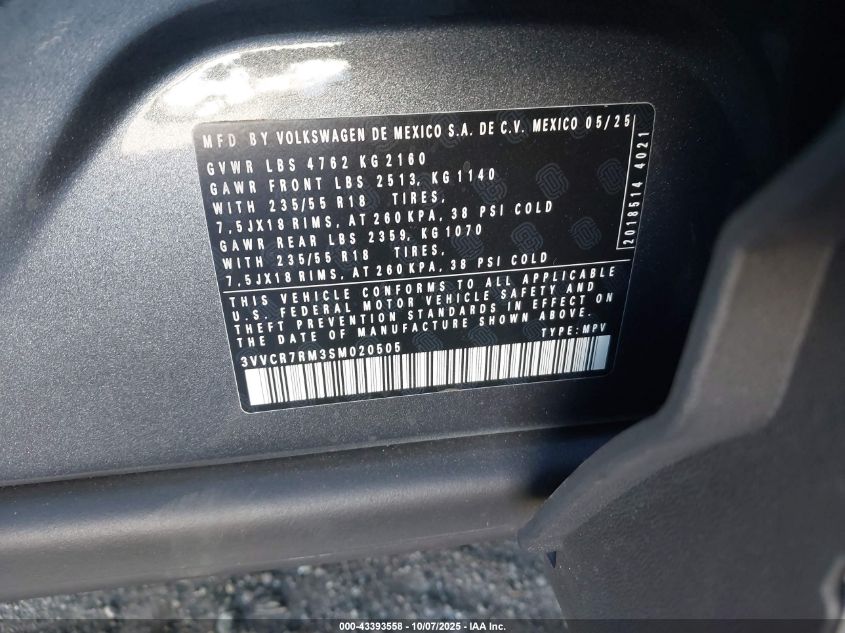 MFD BY VOLKSWAGEN DE MEXICO S.A. DE C.V. MEXICO 05/25
GVWR LBS 4762 KG 2160
GAWR FRONT LBS 2513, KG 1140
WITH 235/55 R18 TIRES,
7.5JX18 RIMS, AT 260 KPA, 38 PSI COLD
GAWR REAR LBS 2359, KG 1070
WITH 235/55 R18 TIRES,
7.5JX18 RIMS, AT 260 KPA, 38 PSI COLD
THIS VEHICLE CONFORMS TO ALL APPLICABLE
U.S. FEDERAL MOTOR VEHICLE SAFETY AND
THEFT PREVENTION STANDARDS IN EFFECT ON
THE DATE OF MANUFACTURE SHOWN ABOVE.
3VVCR7RM3SM020505 TYPE: MPV
2018514 4021
000-43393558 - 10/07/2025 - IAA Inc.